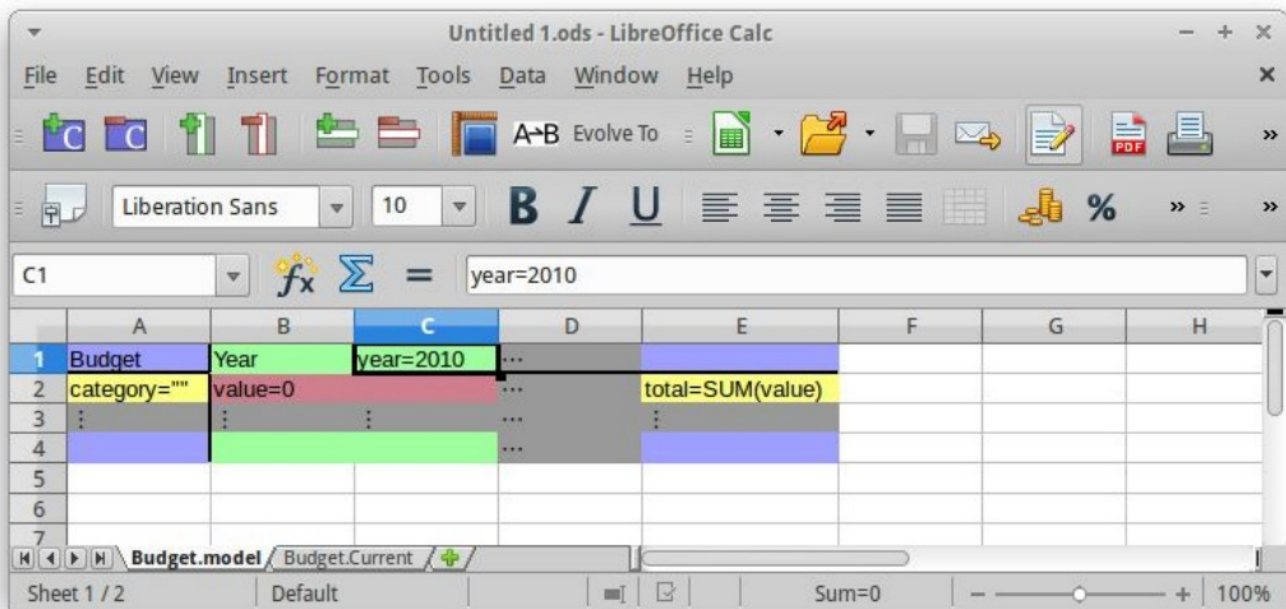 Untitled 1.ods - LibreOffice Calc
File Edit View Insert Format Tools Data Window Help
C C A→B Evolve To PDF »
Liberation Sans 10 B I U % » »
C1 fx Σ = year=2010
A B C D E F G H
1 Budget Year year=2010 ...
2 category="" value=0 ... total=SUM(value)
3 ⋮ ⋮ ⋮ ... ⋮
4 ...
5
6
7
Budget.model Budget.Current
Sheet 1 / 2 Default Sum=0 100%